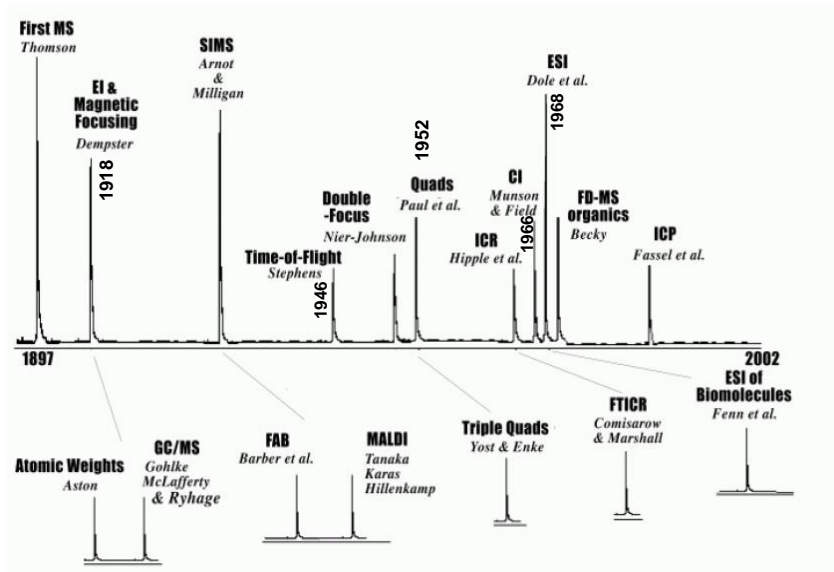 First MS
Thomson
EI &
Magnetic
Focusing
Dempster
1918
SIMS
Arnot
&
Milligan
Time-of-Flight
Stephens
1946
Double
-Focus
Nier-Johnson
1952
Quads
Paul et al.
ICR
Hipple et al.
CI
Munson
& Field
1966
ESI
Dole et al.
1968
FD-MS
organics
Becky
ICP
Fassel et al.
1897
2002
Atomic Weights
Aston
GC/MS
Gohlke
McLafferty
& Ryhage
FAB
Barber et al.
MALDI
Tanaka
Karas
Hillenkamp
Triple Quads
Yost & Enke
FTICR
Comisarow
& Marshall
ESI of
Biomolecules
Fenn et al.